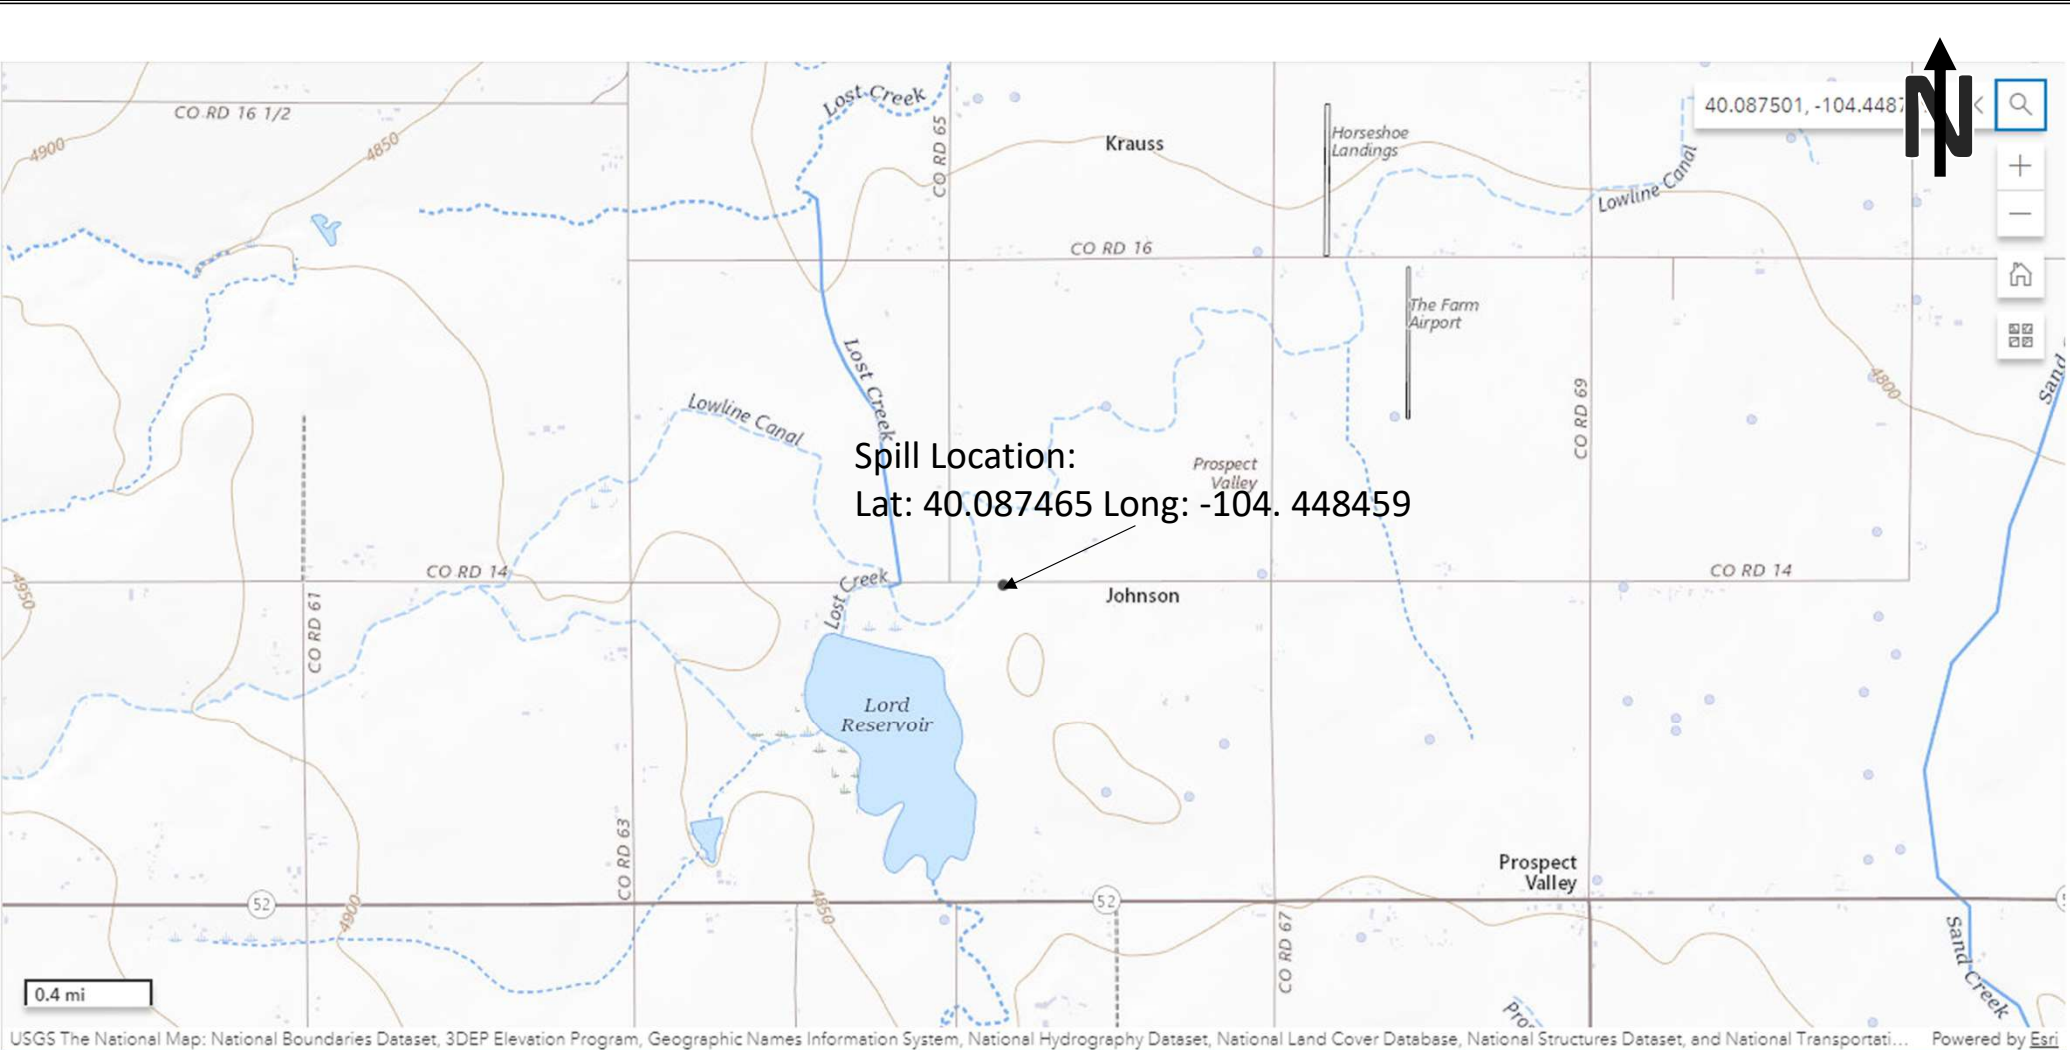 CO RD 16 1/2
4900
4850
Lost Creek
CO RD 65
Krauss
Horsehoe
Landings
40.087501, -104.4487
N
Lowline Canal
CO RD 16
The Farm
Airport
Lost Creek
4800
Sand
CO RD 69
Lowline Canal
Spill Location:
Prospect
Valley
Lat: 40.087465 Long: -104. 448459
CO RD 14
Lost Creek
CO RD 14
4950
CO RD 61
Johnson
Lord
Reservoir
CO RD 63
Prospect
Valley
52
4900
4850
52
CO RD 67
Sand Creek
0.4 mi
USGS The National Map: National Boundaries Dataset, 3DEP Elevation Program, Geographic Names Information System, National Hydrography Dataset, National Land Cover Database, National Structures Dataset, and National Transportati...
Powered by Esri